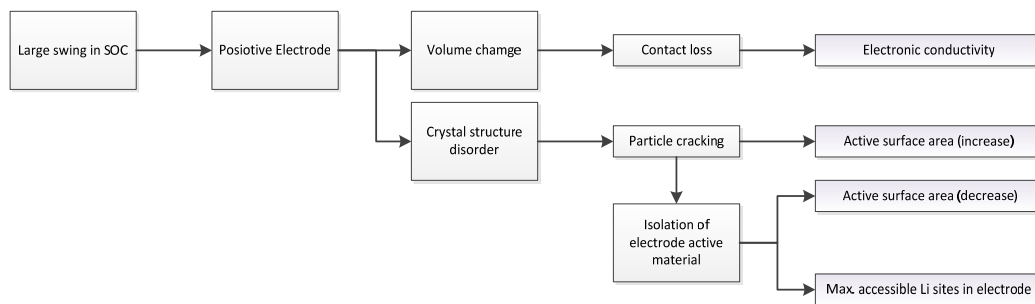 Large swing in SOC
Posiotive Electrode
Volume chamge
Contact loss
Electronic conductivity
Crystal structure
disorder
Particle cracking
Active surface area (increase)
Active surface area (decrease)
Isolation of
electrode active
material
Max. accessible Li sites in electrode